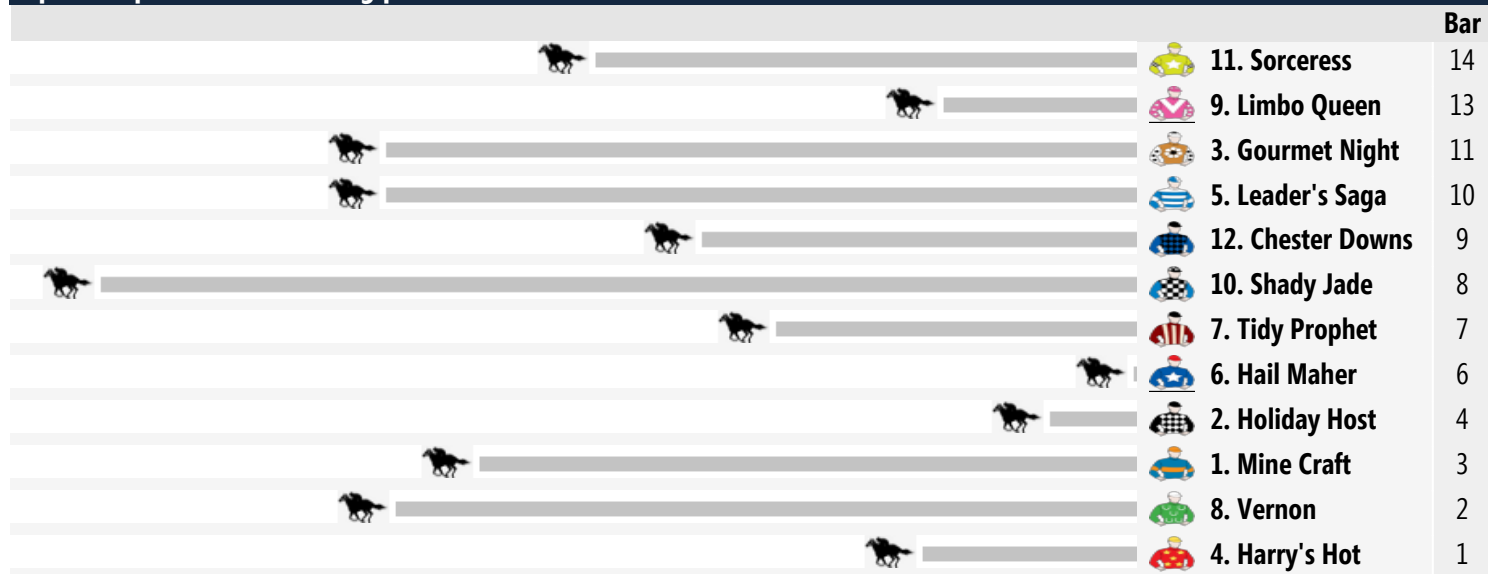 Bar
11. Sorceress 14
9. Limbo Queen 13
3. Gourmet Night 11
5. Leader's Saga 10
12. Chester Downs 9
10. Shady Jade 8
7. Tidy Prophet 7
6. Hail Maher 6
2. Holiday Host 4
1. Mine Craft 3
8. Vernon 2
4. Harry's Hot 1